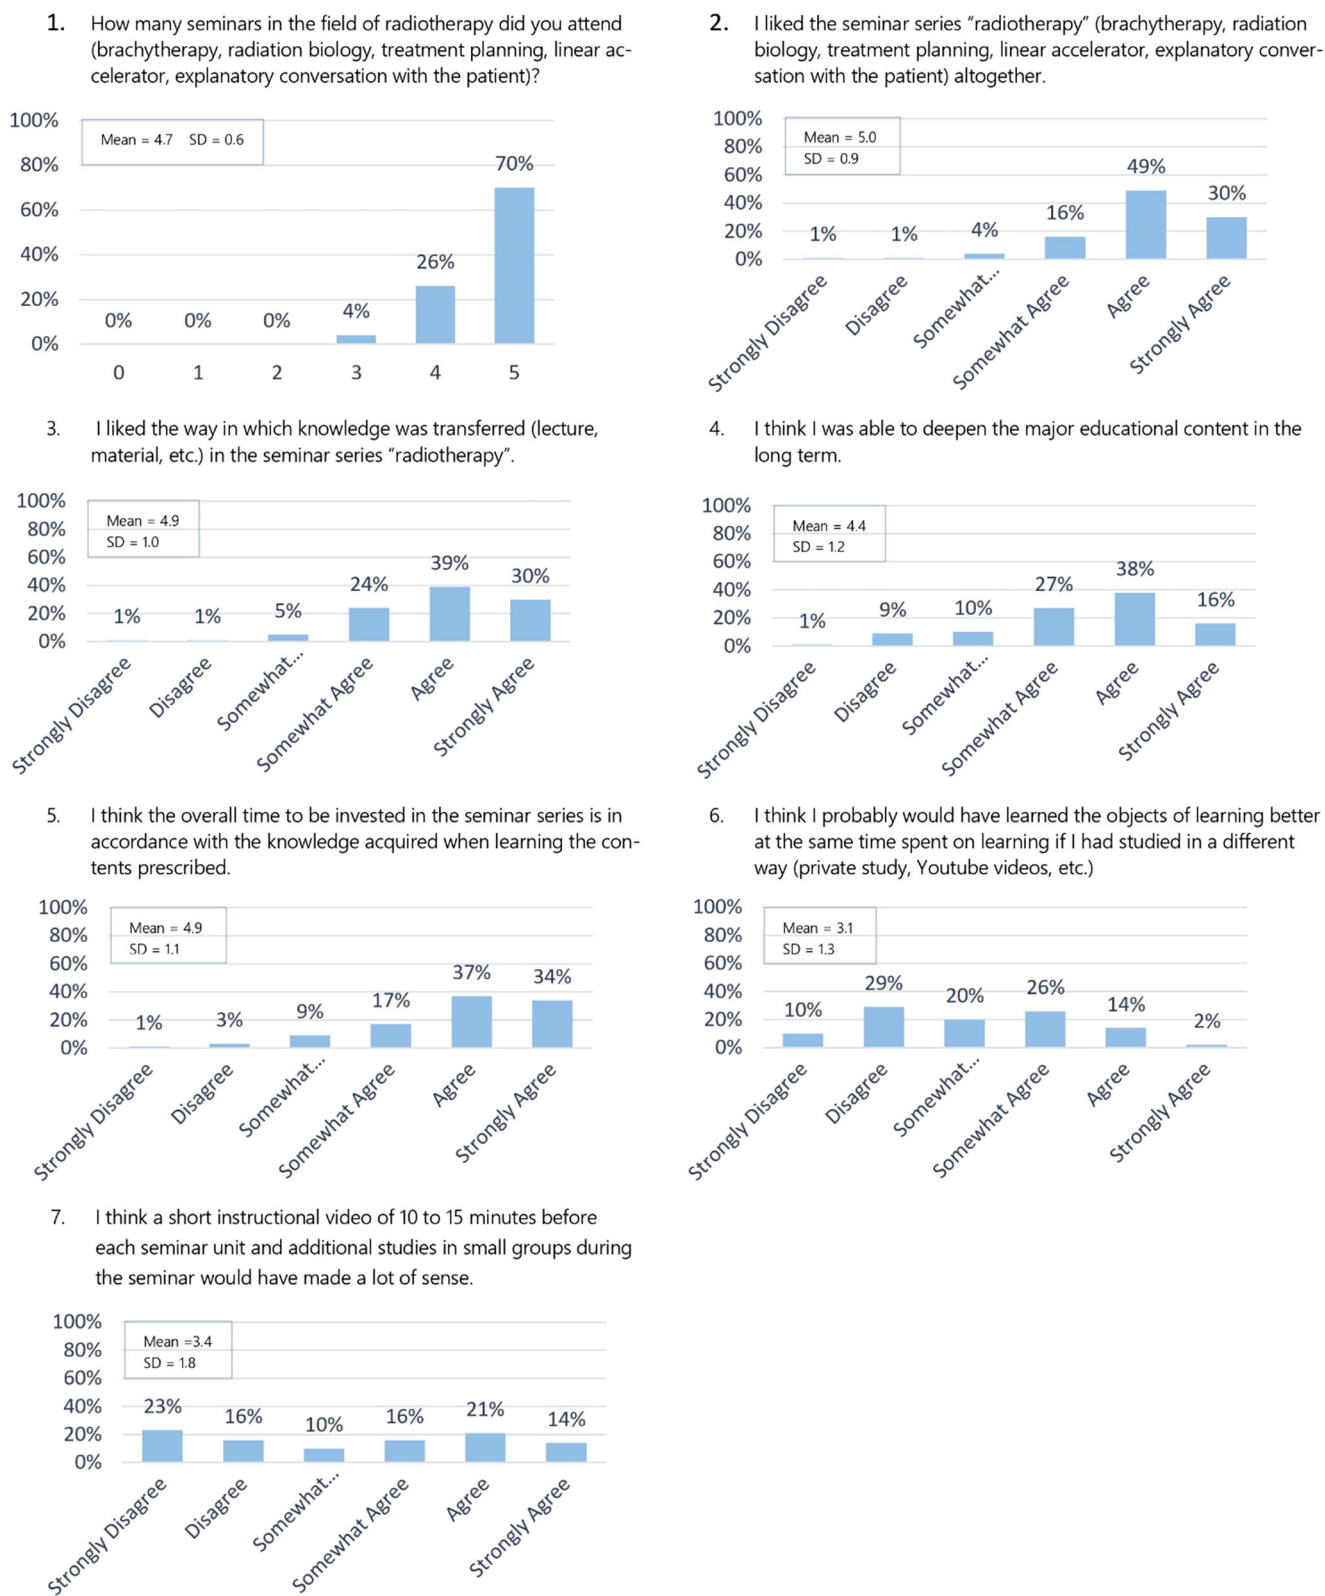 1. How many seminars in the field of radiotherapy did you attend
(brachytherapy, radiation biology, treatment planning, linear ac-
celerator, explanatory conversation with the patient)?
100%
80%
60%
40%
20%
0%
Mean = 4.7 SD = 0.6
0%
0%
0%
4%
26%
70%
0
1
2
3
4
5
2. I liked the seminar series “radiotherapy” (brachytherapy, radiation
biology, treatment planning, linear accelerator, explanatory conver-
sation with the patient) altogether.
100%
80%
60%
40%
20%
0%
Mean = 5.0
SD = 0.9
1%
1%
4%
16%
49%
30%
Strongly Disagree
Disagree
Somewhat...
Somewhat Agree
Agree
Strongly Agree
3. I liked the way in which knowledge was transferred (lecture,
material, etc.) in the seminar series “radiotherapy”.
100%
80%
60%
40%
20%
0%
Mean = 4.9
SD = 1.0
1%
1%
5%
24%
39%
30%
Strongly Disagree
Disagree
Somewhat...
Somewhat Agree
Agree
Strongly Agree
4. I think I was able to deepen the major educational content in the
long term.
100%
80%
60%
40%
20%
0%
Mean = 4.4
SD = 1.2
1%
9%
10%
27%
38%
16%
Strongly Disagree
Disagree
Somewhat...
Somewhat Agree
Agree
Strongly Agree
5. I think the overall time to be invested in the seminar series is in
accordance with the knowledge acquired when learning the con-
tents prescribed.
100%
80%
60%
40%
20%
0%
Mean = 4.9
SD = 1.1
1%
3%
9%
17%
37%
34%
Strongly Disagree
Disagree
Somewhat...
Somewhat Agree
Agree
Strongly Agree
6. I think I probably would have learned the objects of learning better
at the same time spent on learning if I had studied in a different
way (private study, Youtube videos, etc.)
100%
80%
60%
40%
20%
0%
Mean = 3.1
SD = 1.3
10%
29%
20%
26%
14%
2%
Strongly Disagree
Disagree
Somewhat...
Somewhat Agree
Agree
Strongly Agree
7. I think a short instructional video of 10 to 15 minutes before
each seminar unit and additional studies in small groups during
the seminar would have made a lot of sense.
100%
80%
60%
40%
20%
0%
Mean =3.4
SD = 1.8
23%
16%
10%
16%
21%
14%
Strongly Disagree
Disagree
Somewhat...
Somewhat Agree
Agree
Strongly Agree